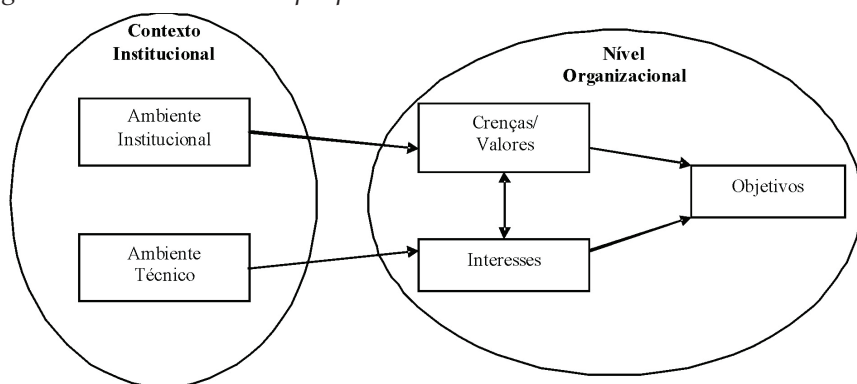 Contexto
Institucional
Ambiente
Institucional
Ambiente
Técnico
Nível
Organizacional
Crenças/
Valores
Interesses
Objetivos